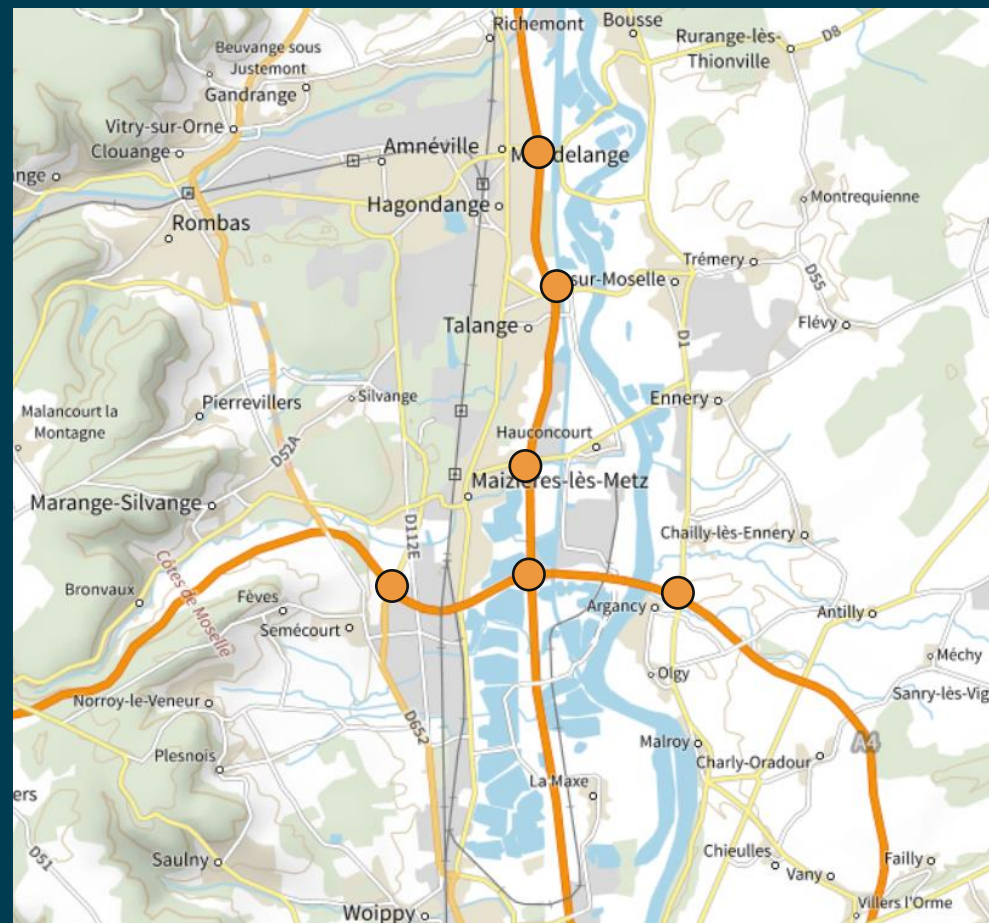 Richemont
Bousse
Rurange-lès-
Thionville
D8
Beuvange sous
Justemont
Gandrange
Vitry-sur-Orne
Clouange
Amnéville
delange
ange
Hagondange
Montrequienne
Rombas
Trémery
sur-Moselle
D55
Talange
D1
Flévy
Silvange
Pierrevillers
Ennery
Malancourt la
Montagne
Hauconcourt
D52A
Maizières-lès-Metz
Marange-Silvange
D112E
Chailly-lès-Ennery
Côtes de Moselle
Bronvaux
Fèves
Argancy
Antilly
Semécourt
Méchy
Olgy
Sanry-lès-Vig
Norroy-le-Veneur
D652
Malroy
A4
Plesnois
Charly-Oradour
La Maxe
ers
D51
Saulny
Chieulles
Failly
Vany
Villers l'Orme
Woippy